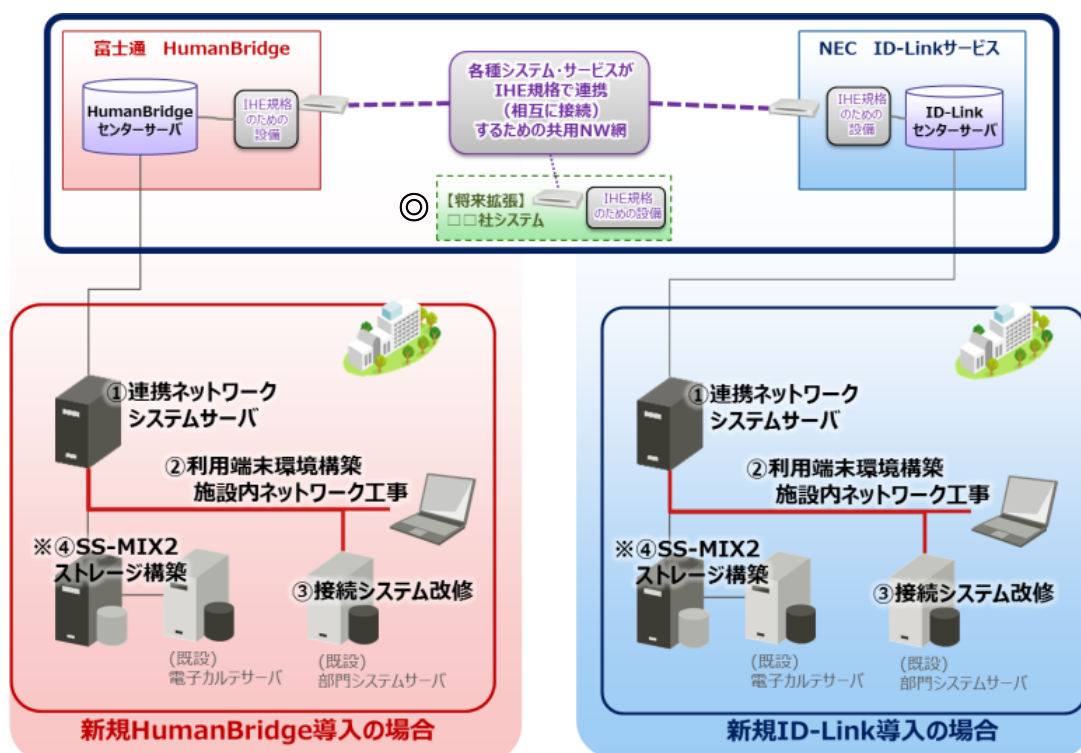 富士通 HumanBridge
HumanBridge
センターサーバ
IHE規格
のための
設備
各種システム・サービスが
IHE規格で連携
(相互に接続)
するための共用NW網
NEC ID-Linkサービス
IHE規格
のための
設備
ID-Link
センターサーバ
◎
【将来拡張】
□□社システム
IHE規格
のための設備
①連携ネットワーク
システムサーバ
②利用端末環境構築
施設内ネットワーク工事
※④SS-MIX2
ストレージ構築
③接続システム改修
(既設)
電子カルテサーバ
(既設)
部門システムサーバ
新規HumanBridge導入の場合
①連携ネットワーク
システムサーバ
②利用端末環境構築
施設内ネットワーク工事
※④SS-MIX2
ストレージ構築
③接続システム改修
(既設)
電子カルテサーバ
(既設)
部門システムサーバ
新規ID-Link導入の場合